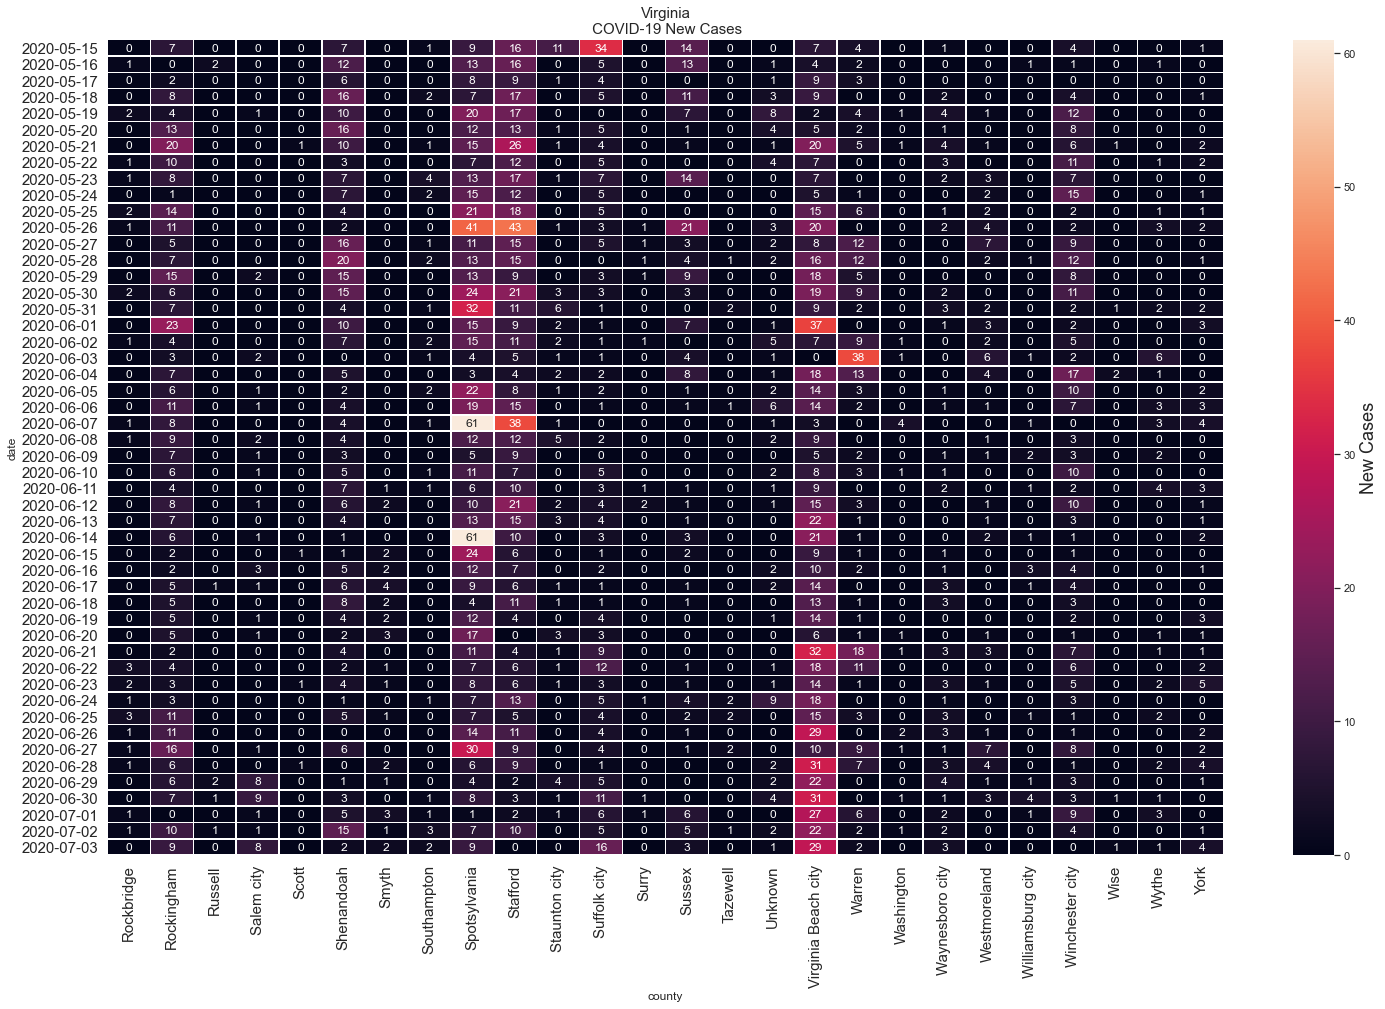 Virginia
COVID-19 New Cases
date
2020-05-15 0 7 0 0 0 7 0 1 9 16 11 34 0 14 0 0 7 4 0 1 0 0 4 0 0 1
2020-05-16 1 0 2 0 0 12 0 0 13 16 0 5 0 13 0 1 4 2 0 0 0 1 1 0 1 0
2020-05-17 0 2 0 0 0 6 0 0 8 9 1 4 0 0 0 1 9 3 0 0 0 0 0 0 0 0
2020-05-18 0 8 0 0 0 16 0 2 7 17 0 5 0 11 0 3 9 0 0 2 0 0 4 0 0 1
2020-05-19 2 4 0 1 0 10 0 0 20 17 0 0 0 7 0 8 2 4 1 4 1 0 12 0 0 0
2020-05-20 0 13 0 0 0 16 0 0 12 13 1 5 0 1 0 4 5 2 0 1 0 0 8 0 0 0
2020-05-21 0 20 0 0 1 10 0 1 15 26 1 4 0 1 0 1 20 5 1 4 1 0 6 1 0 2
2020-05-22 1 10 0 0 0 3 0 0 7 12 0 5 0 0 0 4 7 0 0 3 0 0 11 0 1 2
2020-05-23 1 8 0 0 0 7 0 4 13 17 1 7 0 14 0 0 7 0 0 2 3 0 7 0 0 0
2020-05-24 0 1 0 0 0 7 0 2 15 12 0 5 0 0 0 0 5 1 0 0 2 0 15 0 0 1
2020-05-25 2 14 0 0 0 4 0 0 21 18 0 5 0 0 0 0 15 6 0 1 2 0 2 0 1 1
2020-05-26 1 11 0 0 0 2 0 0 41 43 1 3 1 21 0 3 20 0 0 2 4 0 2 0 3 2
2020-05-27 0 5 0 0 0 16 0 1 11 15 0 5 1 3 0 2 8 12 0 0 7 0 9 0 0 0
2020-05-28 0 7 0 0 0 20 0 2 13 15 0 0 1 4 1 2 16 12 0 0 2 1 12 0 0 1
2020-05-29 0 15 0 2 0 15 0 0 13 9 0 3 1 9 0 0 18 5 0 0 0 0 8 0 0 0
2020-05-30 2 6 0 0 0 15 0 0 24 21 3 3 0 3 0 0 19 9 0 2 0 0 11 0 0 0
2020-05-31 0 7 0 0 0 4 0 1 32 11 6 1 0 0 2 0 9 2 0 3 2 0 2 1 2 2
2020-06-01 0 23 0 0 0 10 0 0 15 9 2 1 0 7 0 1 37 0 0 1 3 0 2 0 0 3
2020-06-02 1 4 0 0 0 7 0 2 15 11 2 1 1 0 0 5 7 9 1 0 2 0 5 0 0 0
2020-06-03 0 3 0 2 0 0 0 1 4 5 1 1 0 4 0 1 0 38 1 0 6 1 2 0 6 0
2020-06-04 0 7 0 0 0 5 0 0 3 4 2 2 0 8 0 1 18 13 0 0 4 0 17 2 1 0
2020-06-05 0 6 0 1 0 2 0 2 22 8 1 2 0 1 0 2 14 3 0 1 0 0 10 0 0 2
2020-06-06 0 11 0 1 0 4 0 0 19 15 0 1 0 1 1 6 14 2 0 1 1 0 7 0 3 3
2020-06-07 1 8 0 0 0 4 0 1 61 38 1 0 0 0 0 1 3 0 4 0 0 1 0 0 3 4
2020-06-08 1 9 0 2 0 4 0 0 12 12 5 2 0 0 0 2 9 0 0 0 1 0 3 0 0 0
2020-06-09 0 7 0 1 0 3 0 0 5 9 0 0 0 0 0 0 5 2 0 1 1 2 3 0 2 0
2020-06-10 0 6 0 1 0 5 0 1 11 7 0 5 0 0 0 2 8 3 1 1 0 0 10 0 0 0
2020-06-11 0 4 0 0 0 7 1 1 6 10 0 3 1 1 0 1 9 0 0 2 0 1 2 0 4 3
2020-06-12 0 8 0 1 0 6 2 0 10 21 2 4 2 1 0 1 15 3 0 0 1 0 10 0 0 1
2020-06-13 0 7 0 0 0 4 0 0 13 15 3 4 0 1 0 0 22 1 0 0 1 0 3 0 0 1
2020-06-14 0 6 0 1 0 1 0 0 61 10 0 3 0 3 0 0 21 1 0 0 2 1 1 0 0 2
2020-06-15 0 2 0 0 1 1 2 0 24 6 0 1 0 2 0 0 9 1 0 1 0 0 1 0 0 0
2020-06-16 0 2 0 3 0 5 2 0 12 7 0 2 0 0 0 2 10 2 0 1 0 3 4 0 0 1
2020-06-17 0 5 1 1 0 6 4 0 9 6 1 1 0 1 0 2 14 0 0 3 0 1 4 0 0 0
2020-06-18 0 5 0 0 0 8 2 0 4 11 1 1 0 1 0 0 13 1 0 3 0 0 3 0 0 0
2020-06-19 0 5 0 1 0 4 2 0 12 4 0 4 0 0 0 1 14 1 0 0 0 0 2 0 0 3
2020-06-20 0 5 0 1 0 2 3 0 17 0 3 3 0 0 0 0 6 1 1 0 1 0 1 0 1 1
2020-06-21 0 2 0 0 0 4 0 0 11 4 1 9 0 0 0 0 32 18 1 3 3 0 7 0 1 1
2020-06-22 3 4 0 0 0 2 1 0 7 6 1 12 0 1 0 1 18 11 0 0 0 0 6 0 0 2
2020-06-23 2 3 0 0 1 4 1 0 8 6 1 3 0 1 0 1 14 1 0 3 1 0 5 0 2 5
2020-06-24 1 3 0 0 0 1 0 1 7 13 0 5 1 4 2 9 18 0 0 1 0 0 3 0 0 0
2020-06-25 3 11 0 0 0 5 1 0 7 5 0 4 0 2 2 0 15 3 0 3 0 1 1 0 2 0
2020-06-26 1 11 0 0 0 0 0 0 14 11 0 4 0 1 0 0 29 0 2 3 1 0 1 0 0 2
2020-06-27 1 16 0 1 0 6 0 0 30 9 0 4 0 1 2 0 10 9 1 1 7 0 8 0 0 2
2020-06-28 1 6 0 0 1 0 2 0 6 9 0 1 0 0 0 2 31 7 0 3 4 0 1 0 2 4
2020-06-29 0 6 2 8 0 1 1 0 4 2 4 5 0 0 0 2 22 0 0 4 1 1 3 0 0 1
2020-06-30 0 7 1 9 0 3 0 1 8 3 1 11 1 0 0 4 31 0 1 1 3 4 3 1 1 0
2020-07-01 1 0 0 1 0 5 3 1 1 2 1 6 1 6 0 0 27 6 0 2 0 1 9 0 3 0
2020-07-02 1 10 1 1 0 15 1 3 7 10 0 5 0 5 1 2 22 2 1 2 0 0 4 0 0 1
2020-07-03 0 9 0 8 0 2 2 2 9 0 0 16 0 3 0 1 29 2 0 3 0 0 0 1 1 4
Rockbridge
Rockingham
Russell
Salem city
Scott
Shenandoah
Smyth
Southampton
Spotsylvania
Stafford
Staunton city
Suffolk city
Surry
Sussex
Tazewell
Unknown
Virginia Beach city
Warren
Washington
Waynesboro city
Westmoreland
Williamsburg city
Winchester city
Wise
Wythe
York
county
60
50
40
30
20
10
0
New Cases